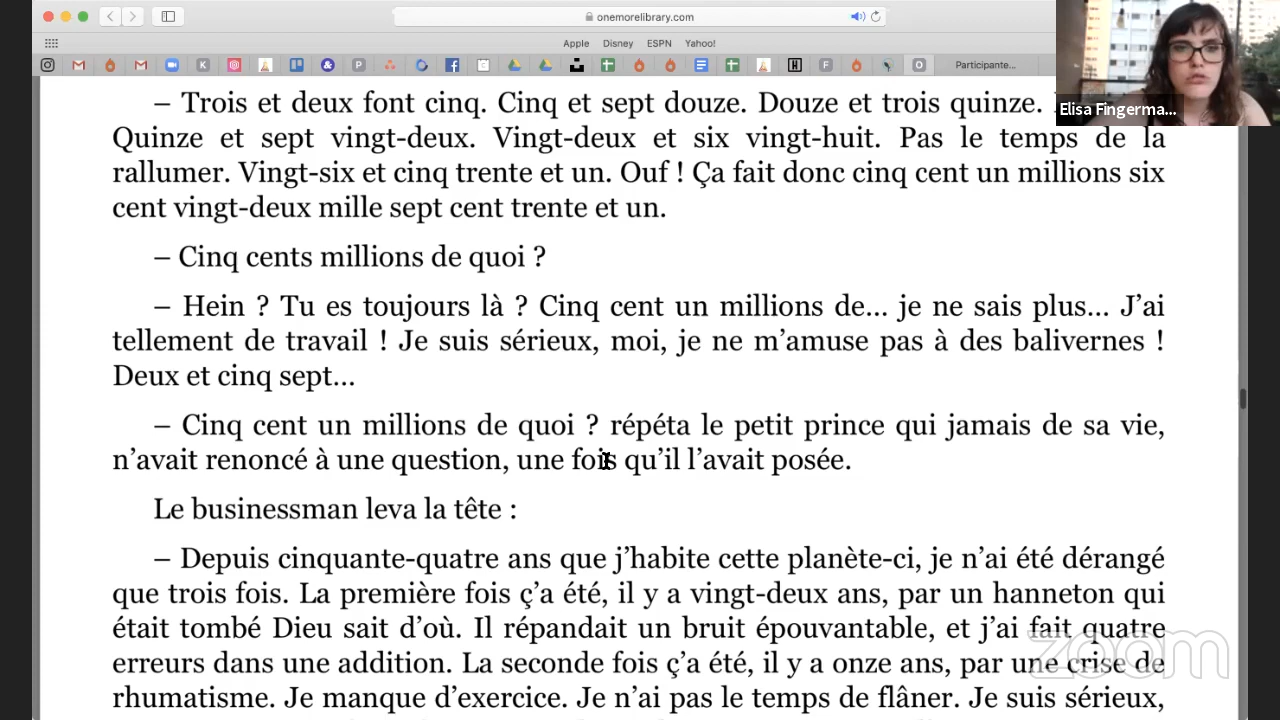 onemorelibrary.com
Apple Disney ESPN Yahoo!
Participante...
Elisa Fingerma...
– Trois et deux font cinq. Cinq et sept douze. Douze et trois quinze.
Quinze et sept vingt-deux. Vingt-deux et six vingt-huit. Pas le temps de la
rallumer. Vingt-six et cinq trente et un. Ouf ! Ça fait donc cinq cent un millions six
cent vingt-deux mille sept cent trente et un.
– Cinq cents millions de quoi ?
– Hein ? Tu es toujours là ? Cinq cent un millions de… je ne sais plus… J’ai
tellement de travail ! Je suis sérieux, moi, je ne m’amuse pas à des balivernes !
Deux et cinq sept…
– Cinq cent un millions de quoi ? répéta le petit prince qui jamais de sa vie,
n’avait renoncé à une question, une fois qu’il l’avait posée.
Le businessman leva la tête :
– Depuis cinquante-quatre ans que j’habite cette planète-ci, je n’ai été dérangé
que trois fois. La première fois ç’a été, il y a vingt-deux ans, par un hanneton qui
était tombé Dieu sait d’où. Il répandait un bruit épouvantable, et j’ai fait quatre
erreurs dans une addition. La seconde fois ç’a été, il y a onze ans, par une crise de
rhumatisme. Je manque d’exercice. Je n’ai pas le temps de flâner. Je suis sérieux,
zoom